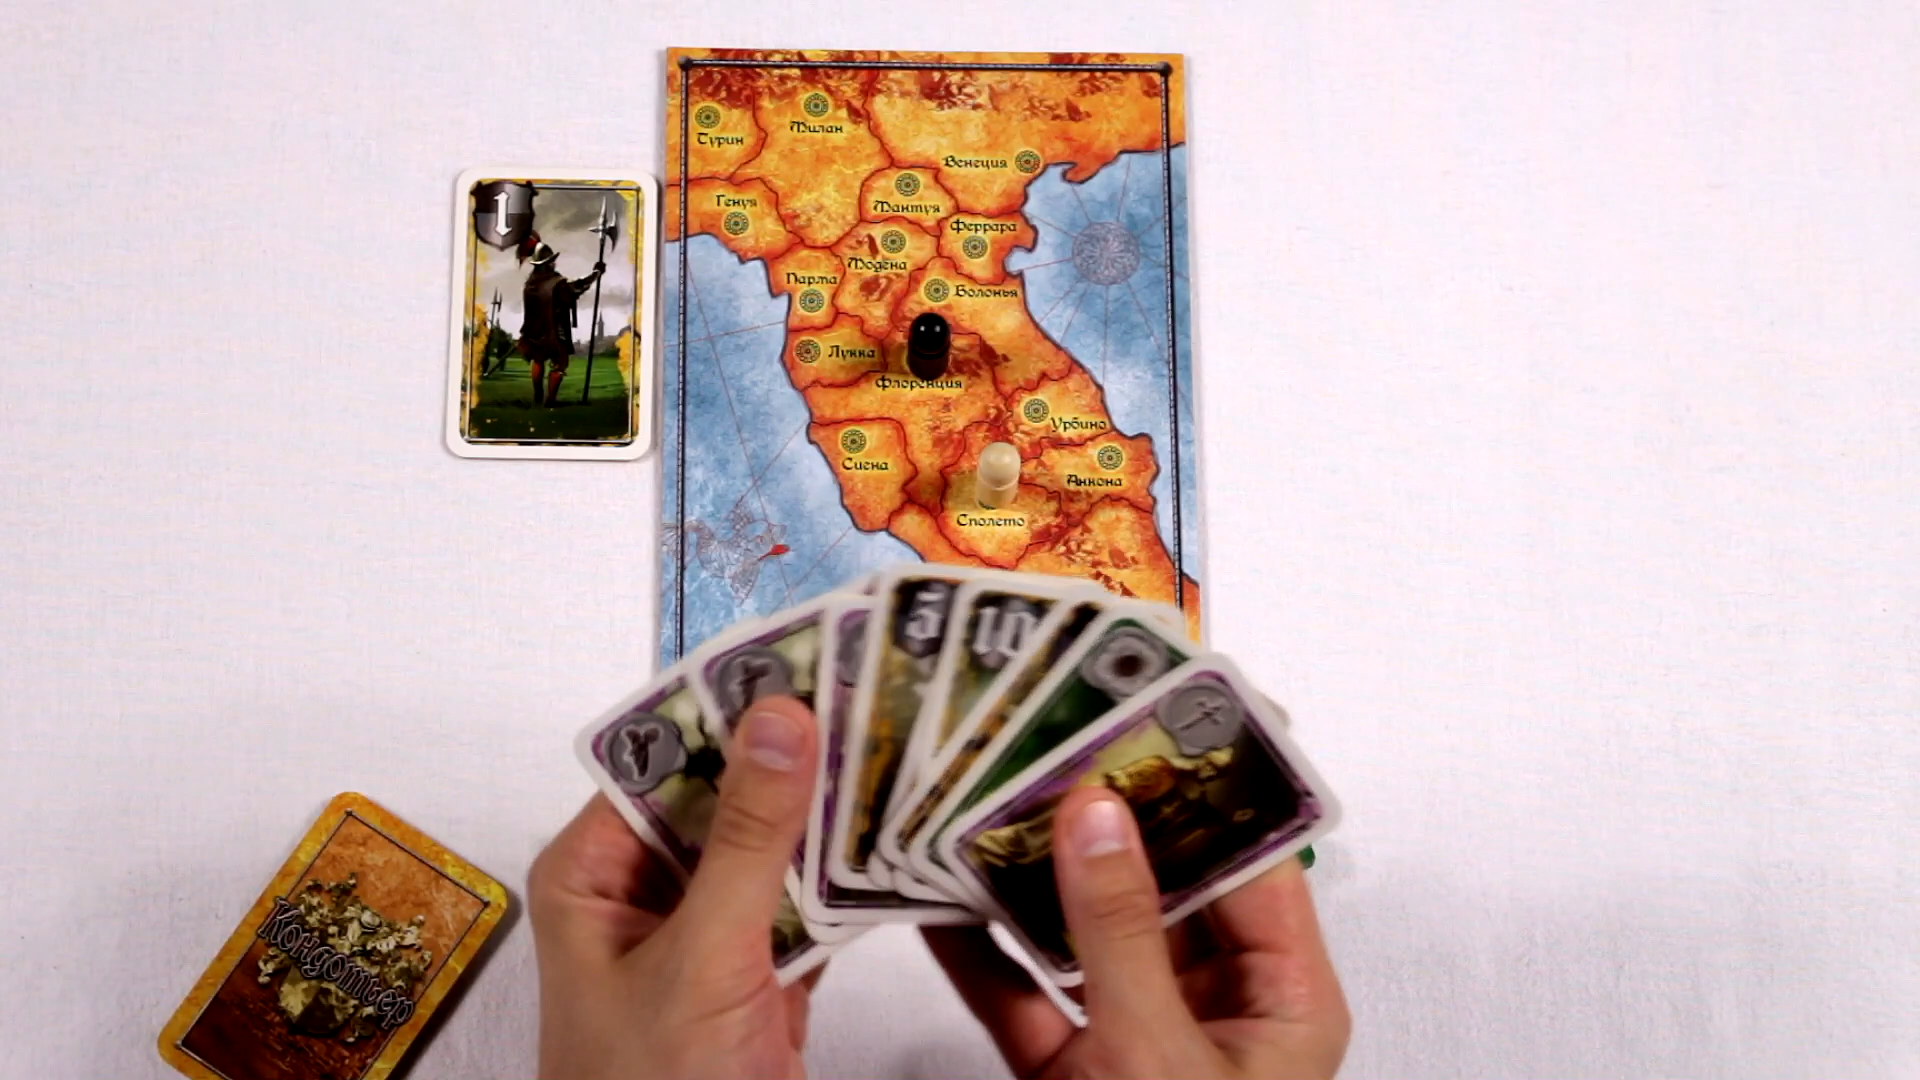 1
Турин
Милан
Венеция
Генуя
Мантуя
Феррара
Модена
Парма
Болонья
Лукка
Флоренция
Урбино
Сиена
Анкона
Сполето
5
10
Кондотьер